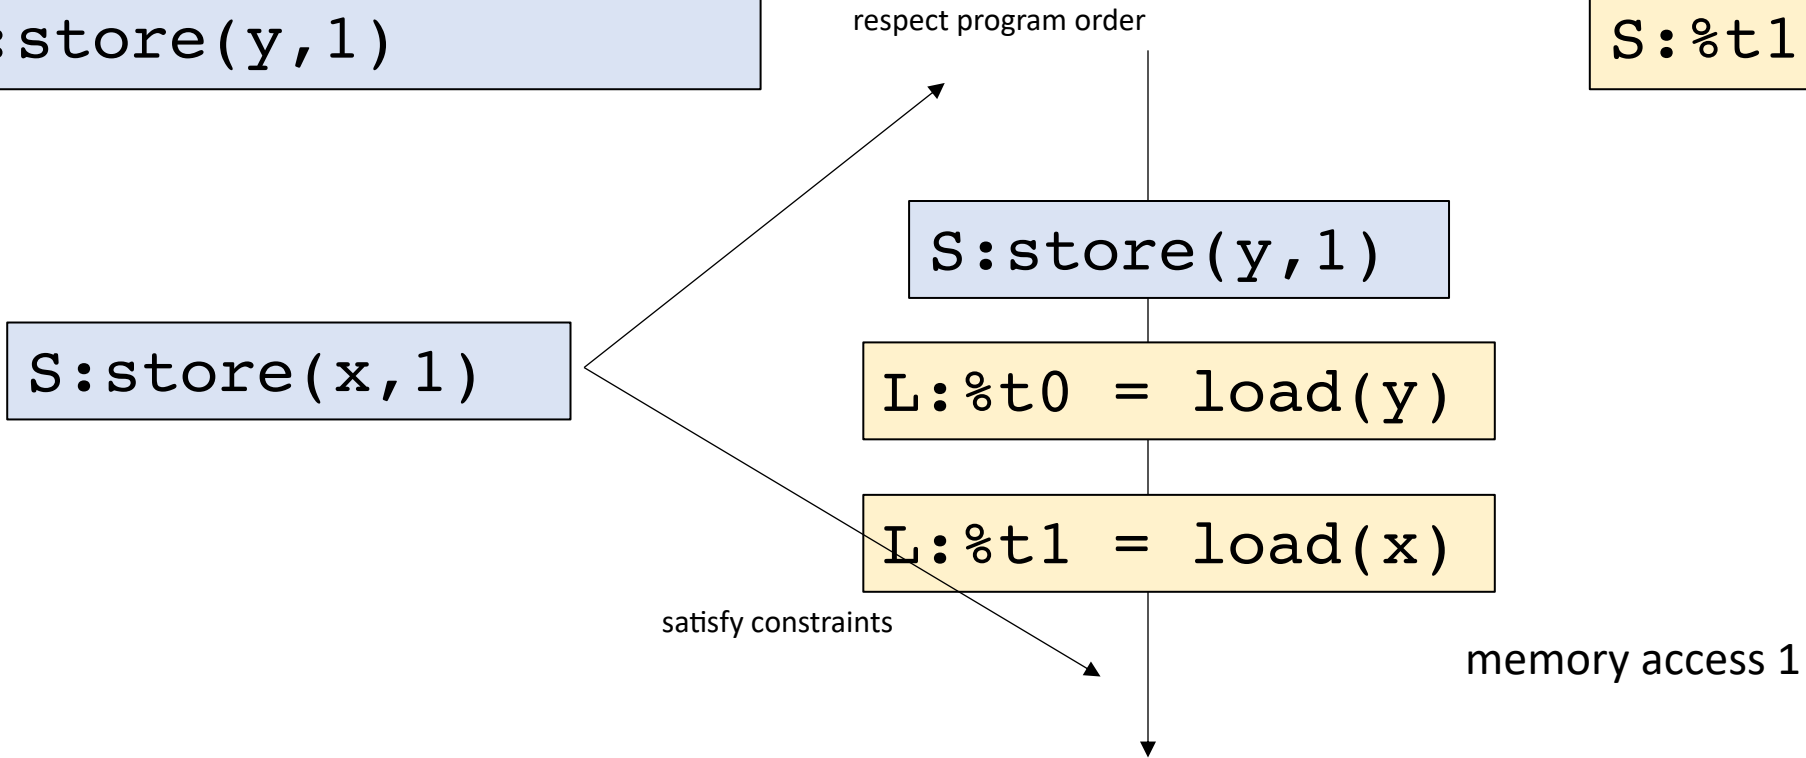 :store(y,1)
respect program order
S:%t1
S:store(y,1)
S:store(x,1)
L:%t0 = load(y)
L:%t1 = load(x)
satisfy constraints
memory access 1